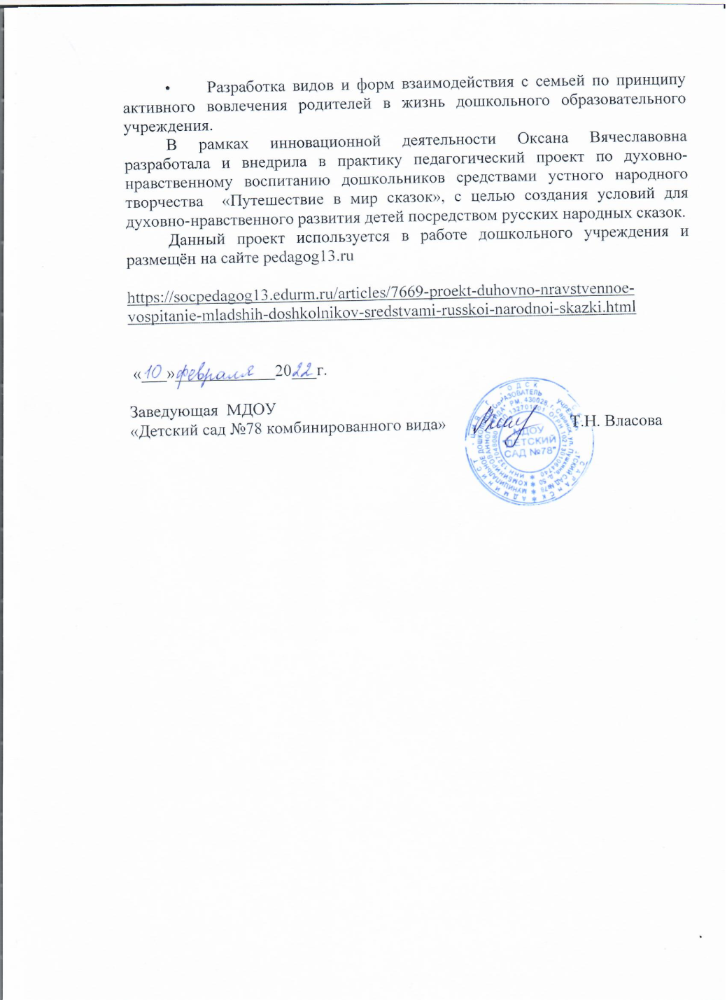 • Разработка видов и форм взаимодействия с семьей по принципу
активного вовлечения родителей в жизнь дошкольного образовательного
учреждения.
В рамках инновационной деятельности Оксана Вячеславовна
разработала и внедрила в практику педагогический проект по духовно-
нравственному воспитанию дошкольников средствами устного народного
творчества «Путешествие в мир сказок», с целью создания условий для
духовно-нравственного развития детей посредством русских народных сказок.
Данный проект используется в работе дошкольного учреждения и
размещён на сайте pedagog13.ru
https://socpedagog13.edurm.ru/articles/7669-proekt-duhovno-nravstvennoe-
vospitanie-mladshih-doshkolnikov-sredstvami-russkoi-narodnoi-skazki.html
«10» февраля 2022 г.
Заведующая МДОУ
«Детский сад №78 комбинированного вида» Т.Н. Власова
МДОУ
"ДЕТСКИЙ
САД №78"